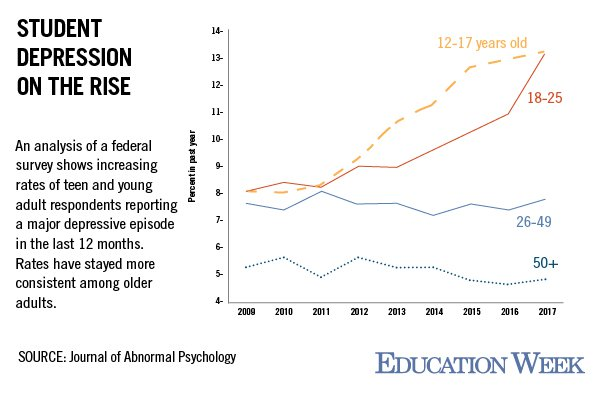 STUDENT
DEPRESSION
ON THE RISE
An analysis of a federal
survey shows increasing
rates of teen and young
adult respondents reporting
a major depressive episode
in the last 12 months.
Rates have stayed more
consistent among older
adults.
Percent in past year
14-
13-
12-
11-
10-
9-
8-
7-
6-
5-
4-
12-17 years old
18-25
26-49
50+
2009 2010 2011 2012 2013 2014 2015 2016 2017
SOURCE: Journal of Abnormal Psychology
EDUCATION WEEK